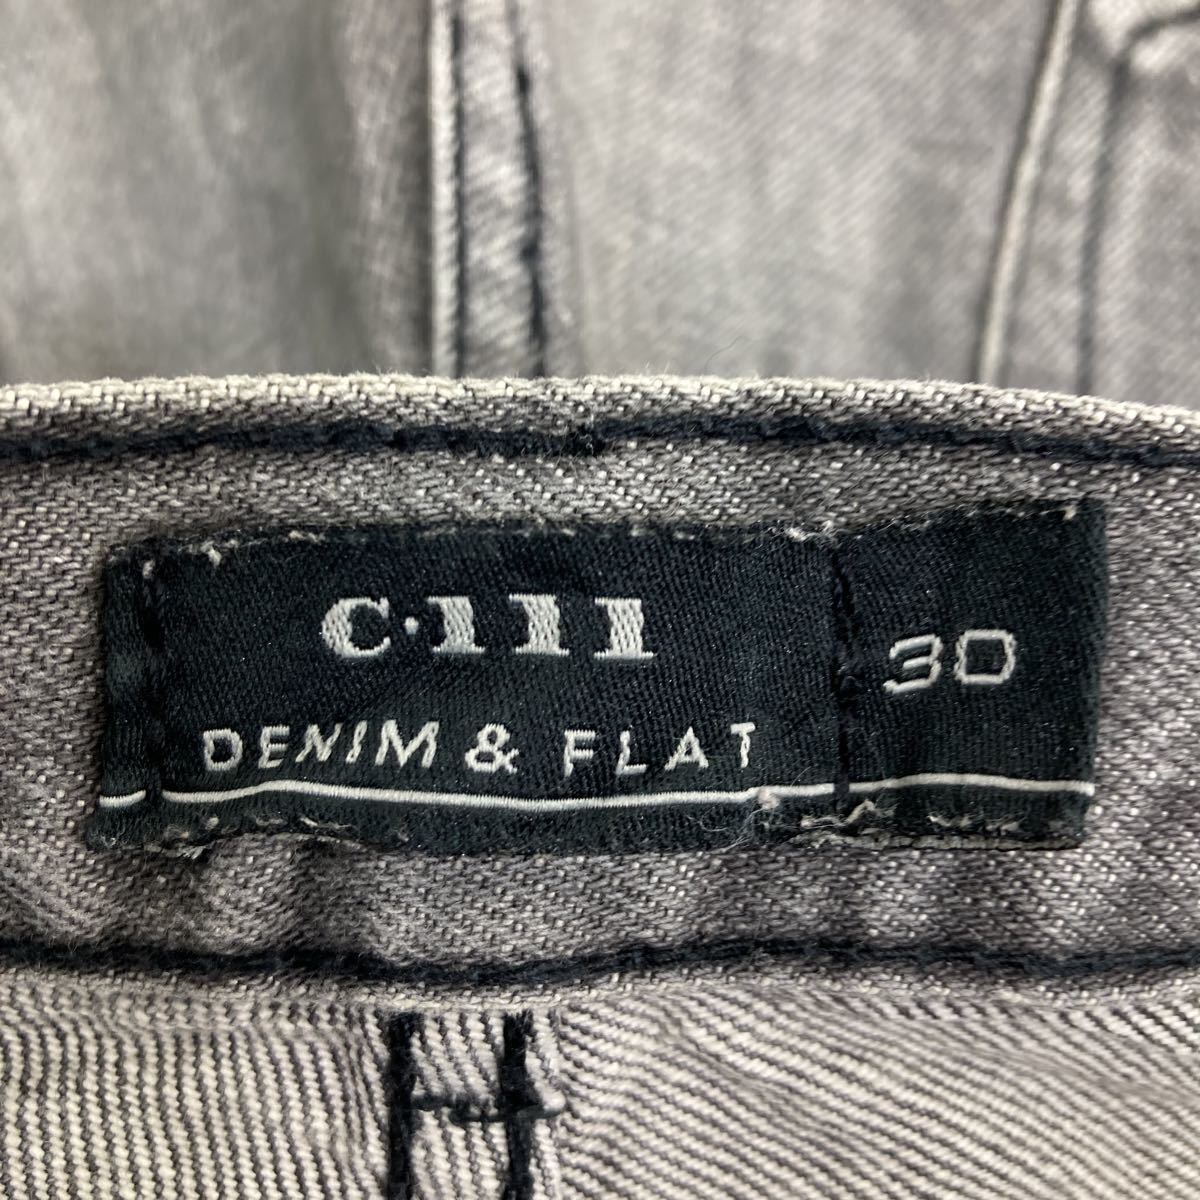 c·111
DENIM & FLAT
30